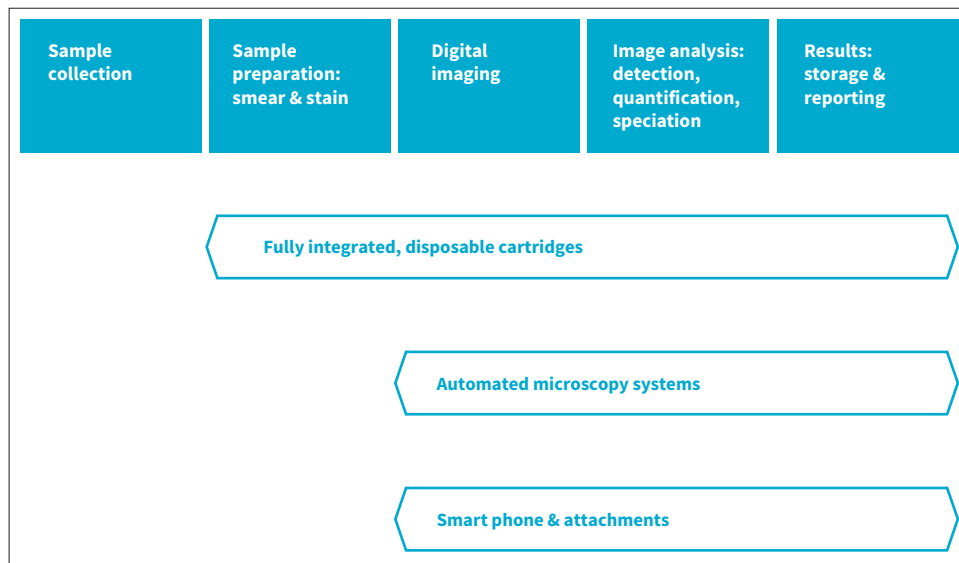 Sample
collection
Sample
preparation:
smear & stain
Digital
imaging
Image analysis:
detection,
quantification,
speciation
Results:
storage &
reporting
Fully integrated, disposable cartridges
Automated microscopy systems
Smart phone & attachments